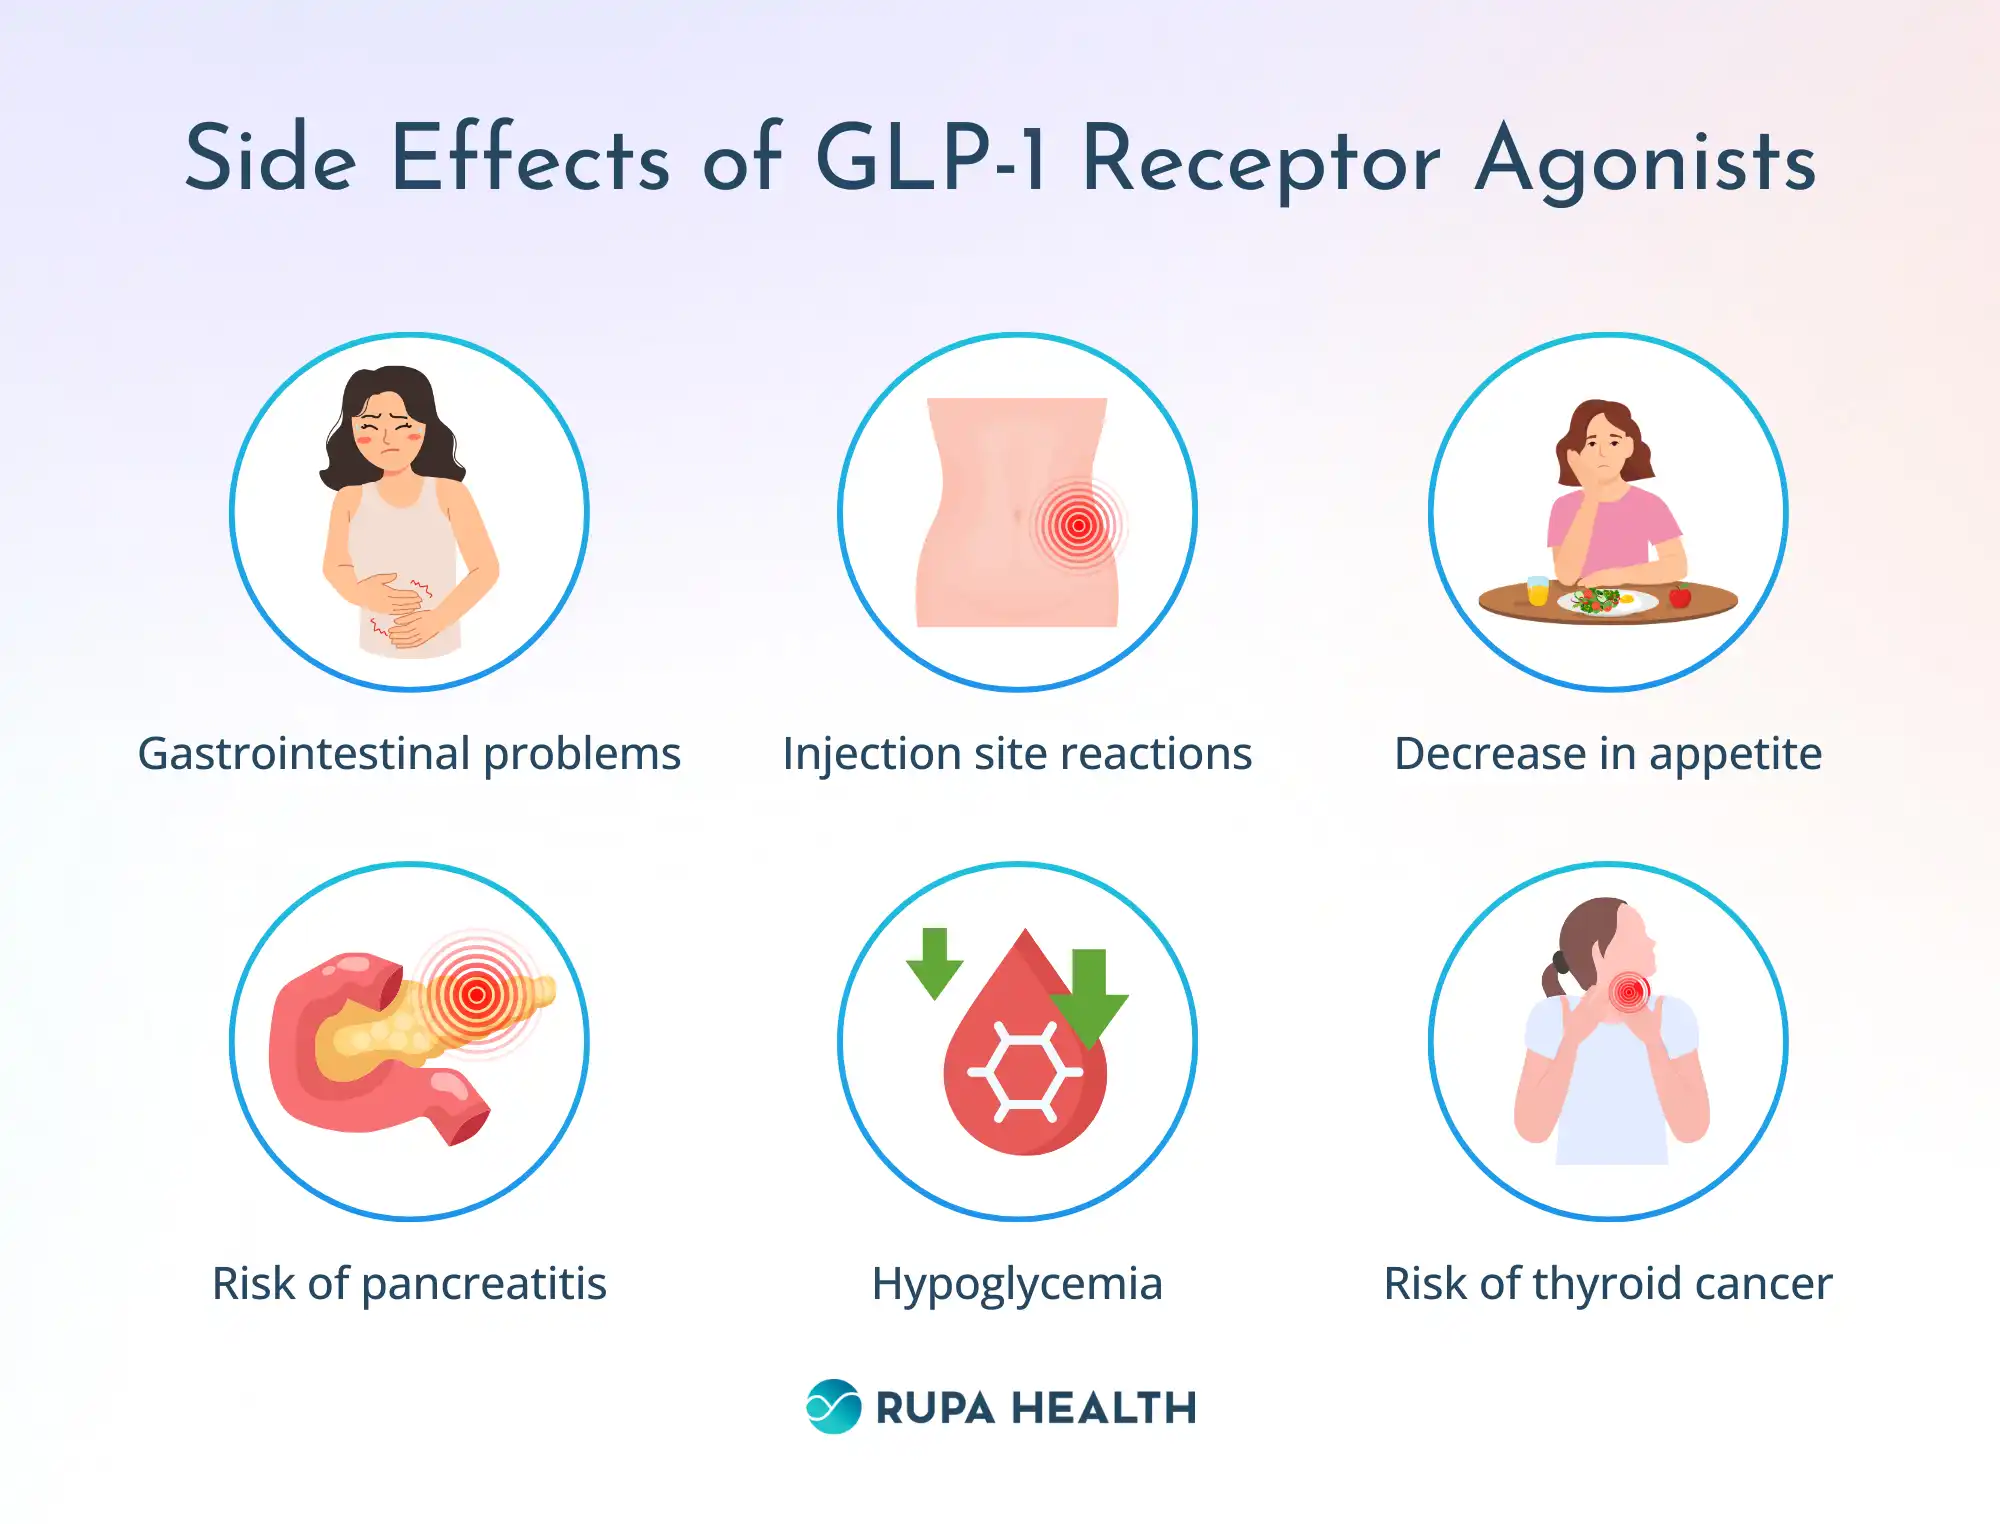 Side Effects of GLP-1 Receptor Agonists
Gastrointestinal problems
Injection site reactions
Decrease in appetite
Risk of pancreatitis
Hypoglycemia
Risk of thyroid cancer
RUPA HEALTH